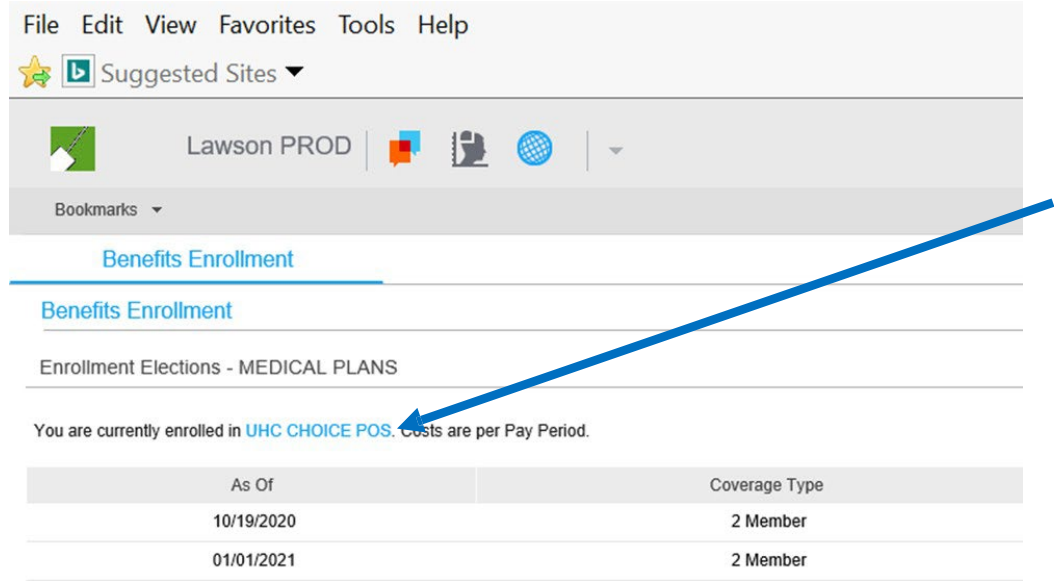 File Edit View Favorites Tools Help
Suggested Sites
Lawson PROD
Bookmarks
Benefits Enrollment
Benefits Enrollment
Enrollment Elections - MEDICAL PLANS
You are currently enrolled in UHC CHOICE POS. Costs are per Pay Period.
As Of Coverage Type
10/19/2020 2 Member
01/01/2021 2 Member